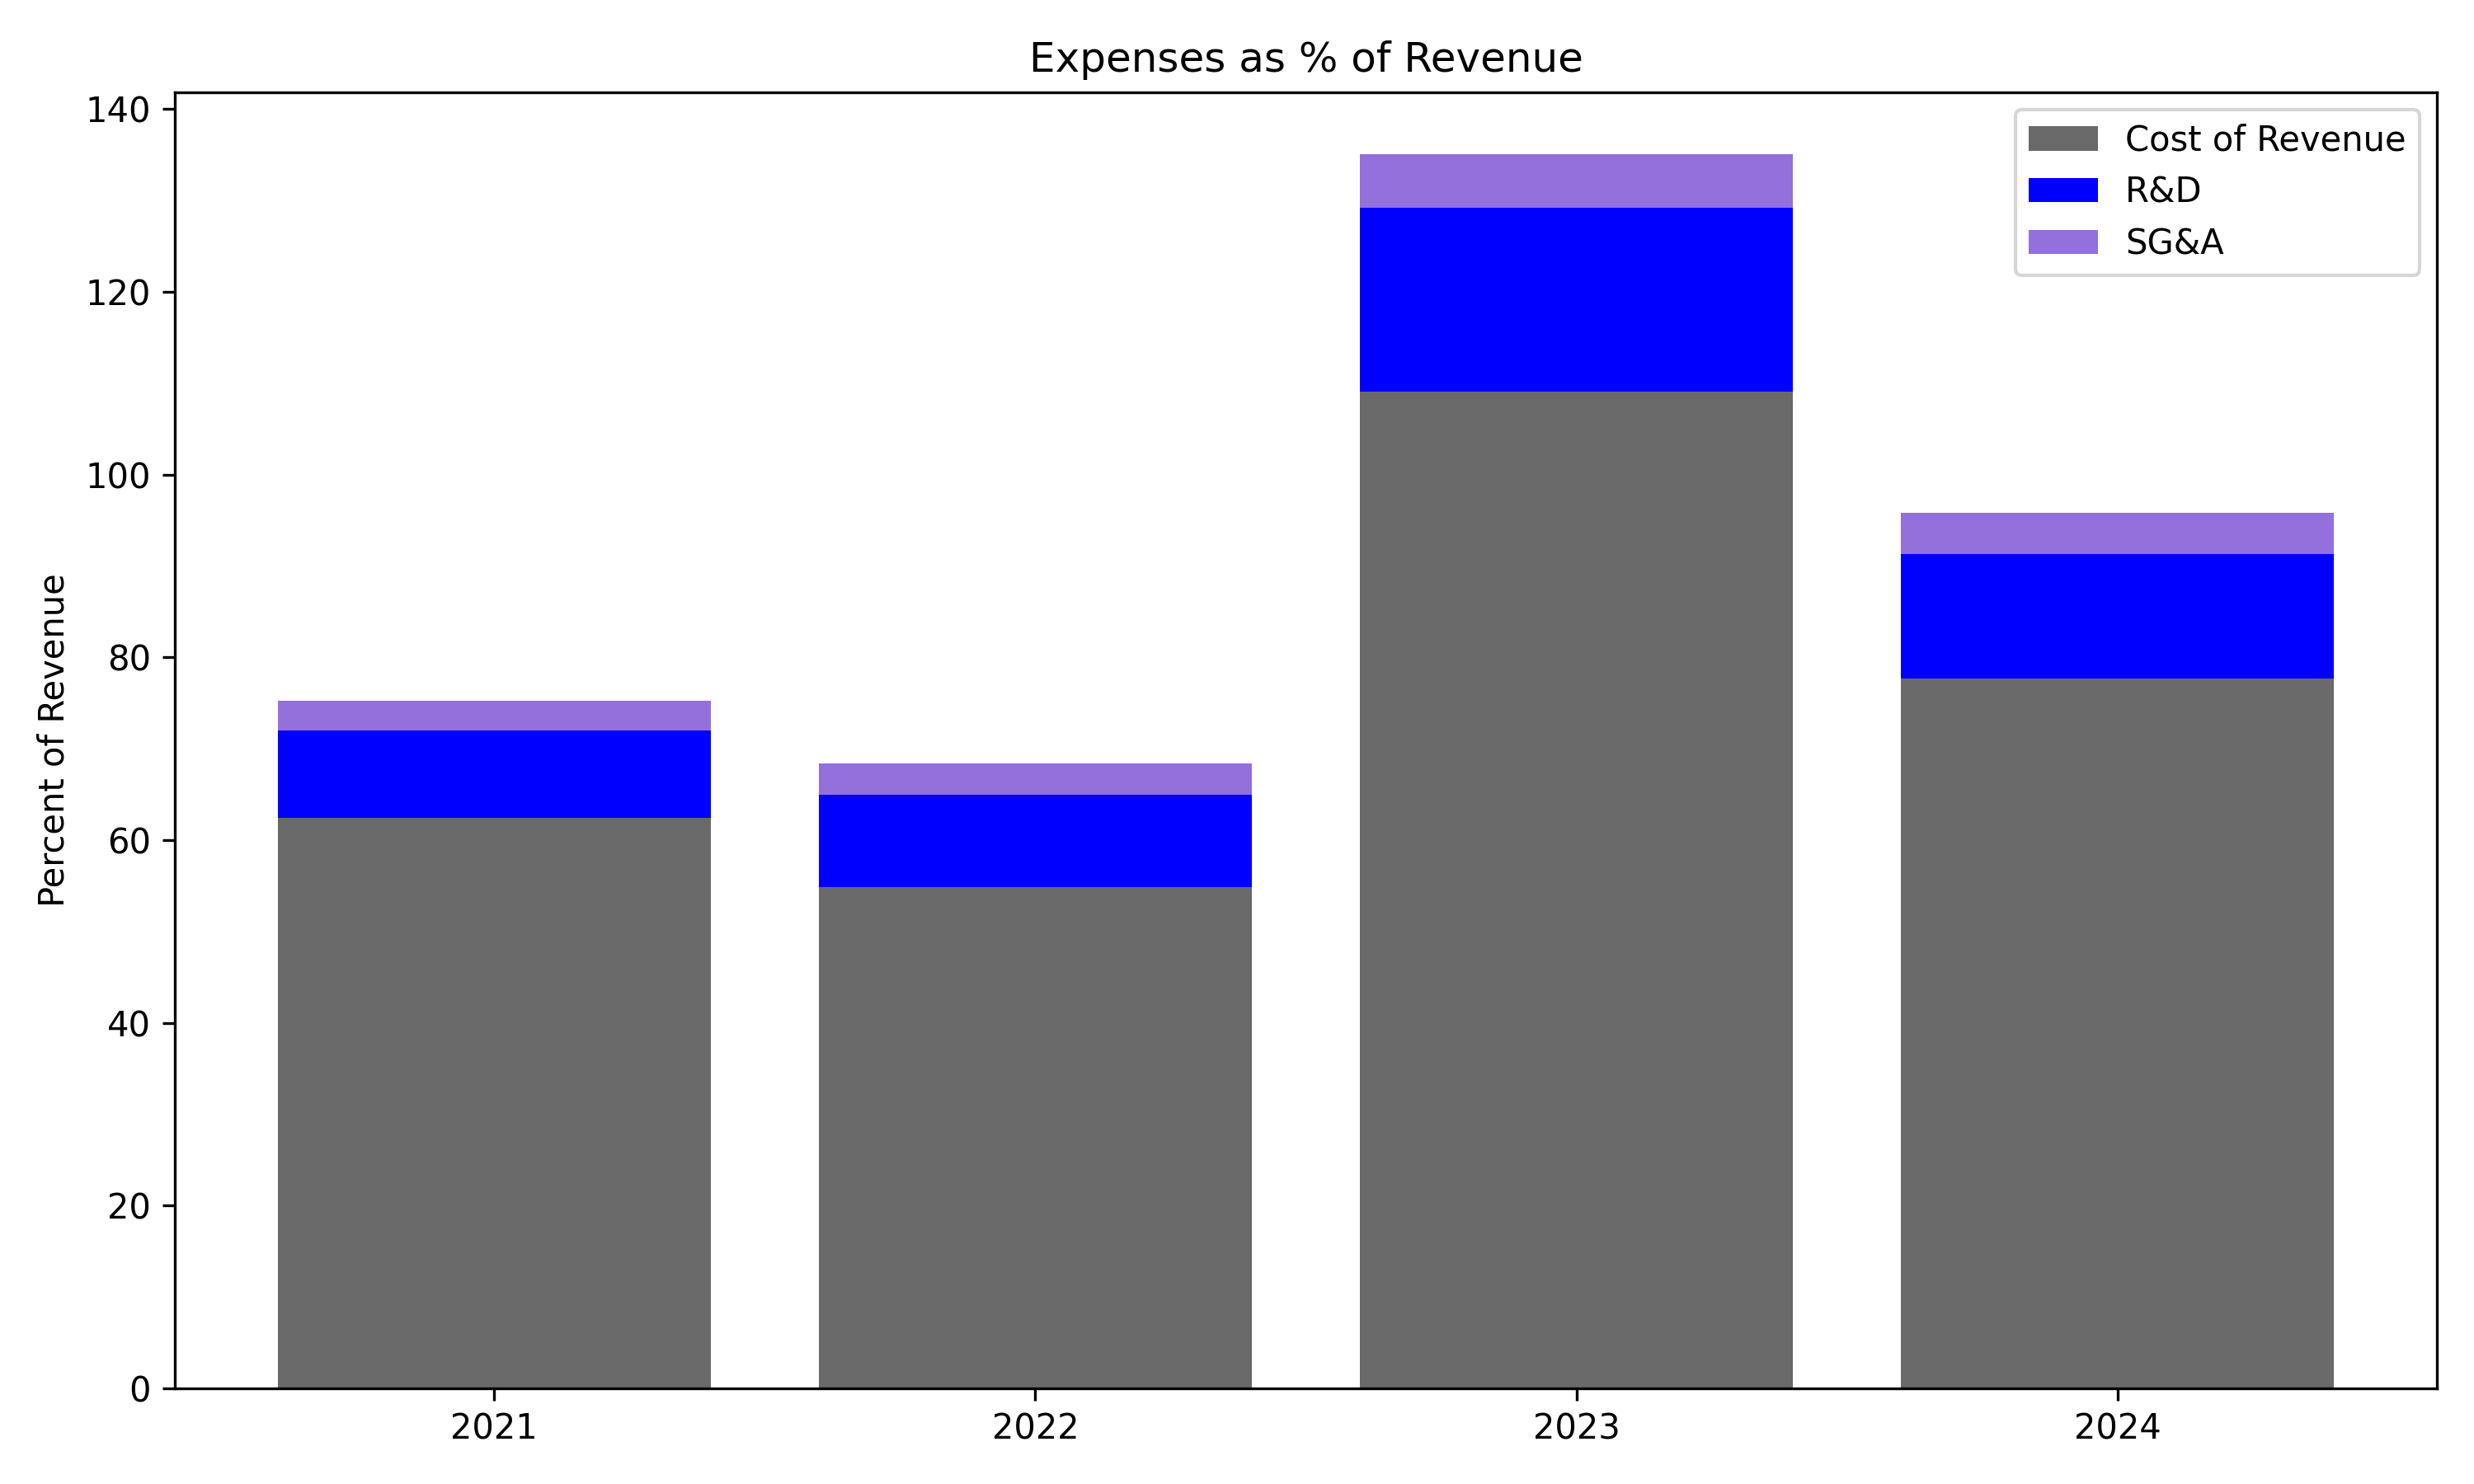 Expenses as % of Revenue
140
120
100
80
60
40
20
0
Percent of Revenue
Cost of Revenue
R&D
SG&A
2021 2022 2023 2024